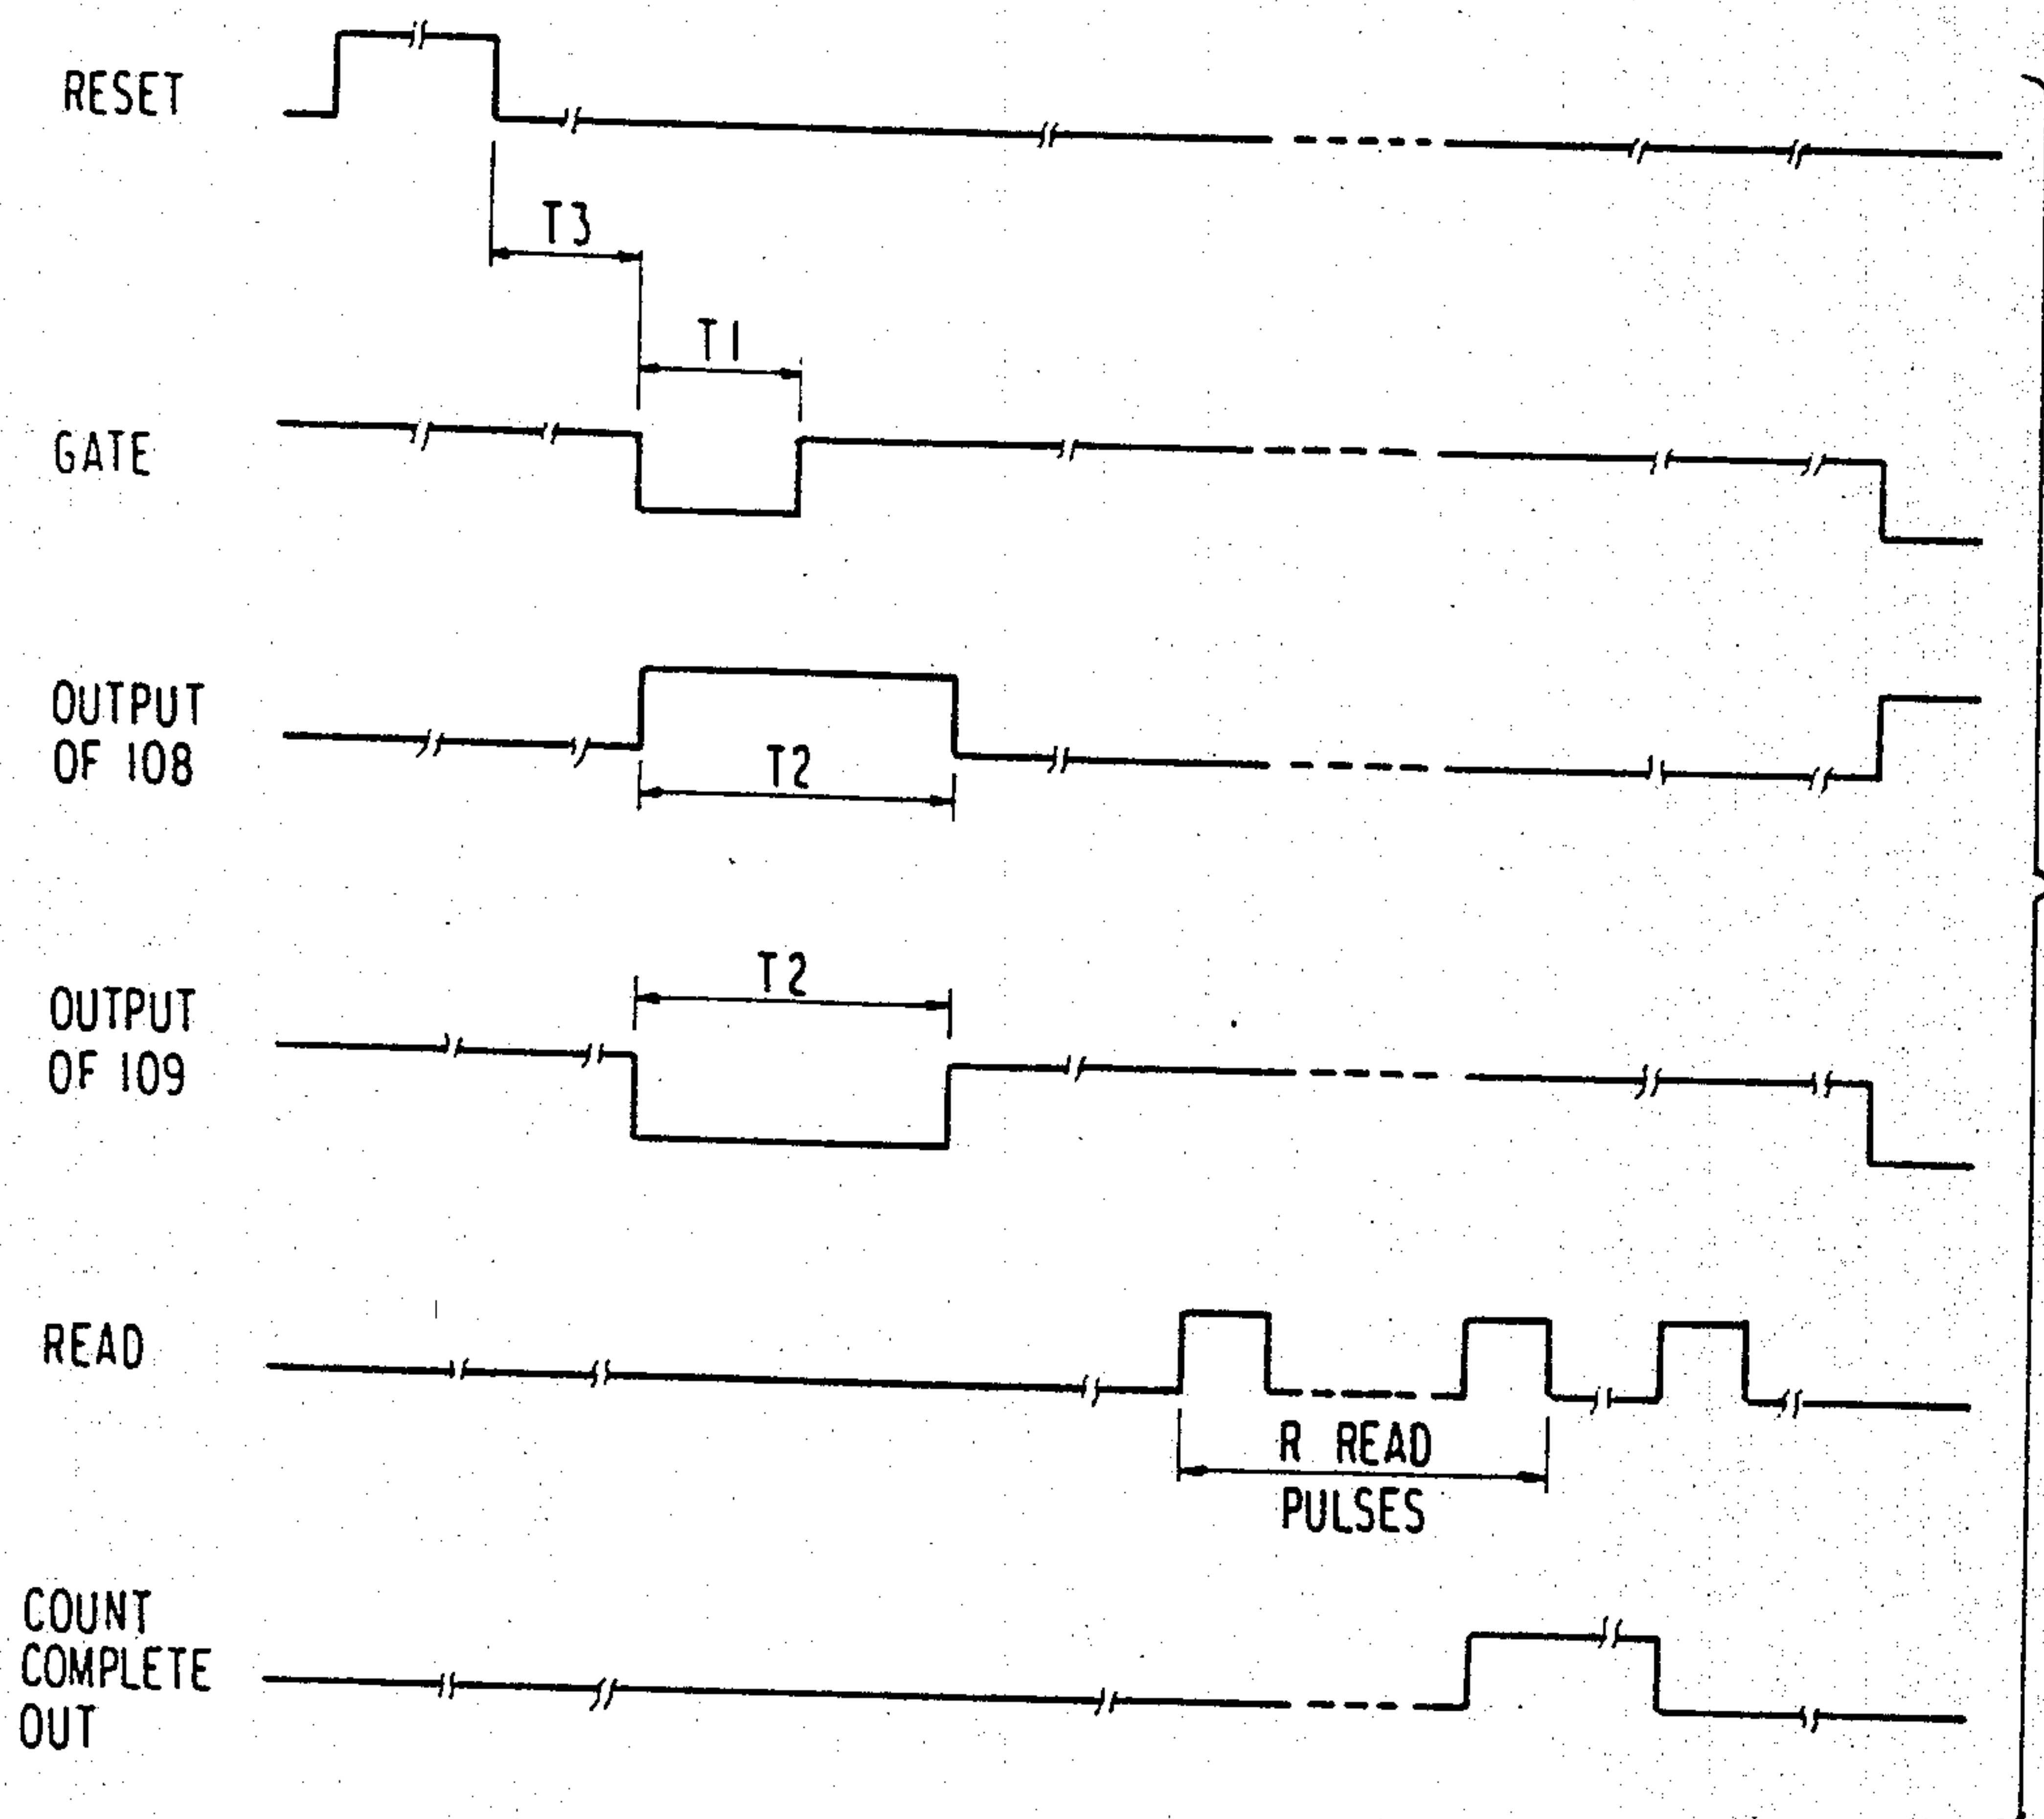 RESET
T3
T1
GATE
OUTPUT
OF 108
T2
T2
OUTPUT
OF 109
READ
R READ
PULSES
COUNT
COMPLETE
OUT